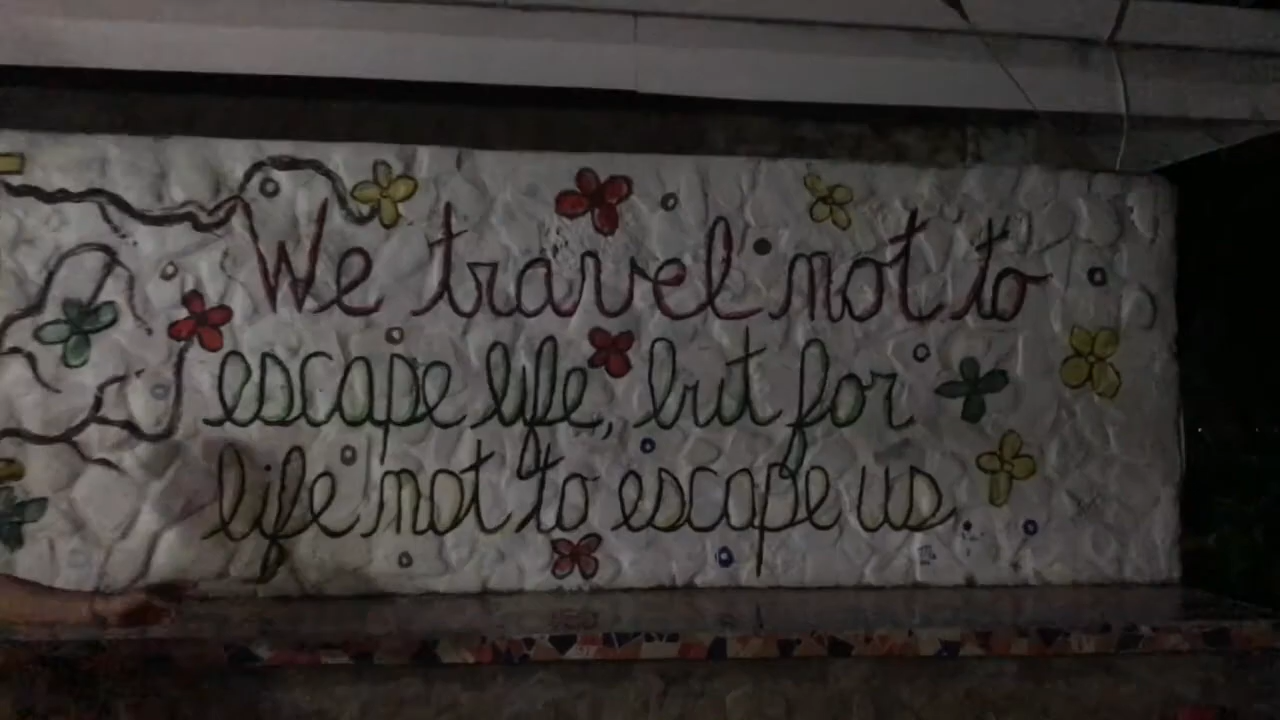 We travel not to
escape life, but for
life not to escape us.